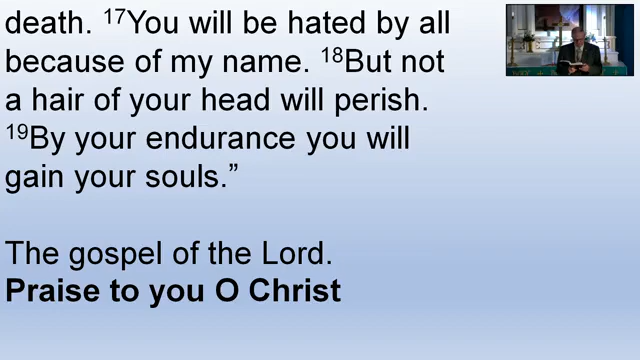 death. ¹⁷You will be hated by all
because of my name. ¹⁸But not
a hair of your head will perish.
¹⁹By your endurance you will
gain your souls.”
The gospel of the Lord.
Praise to you O Christ